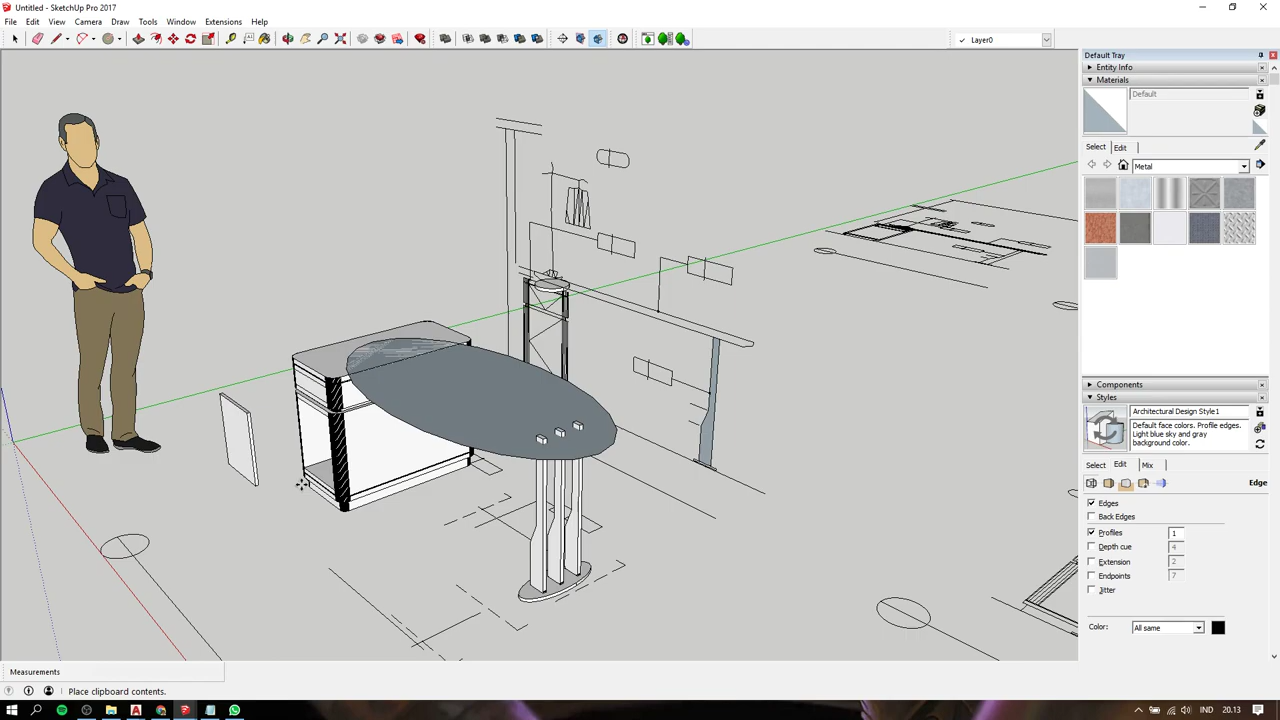 Untitled - SketchUp Pro 2017
File Edit View Camera Draw Tools Window Extensions Help
Layer0
Default Tray
Entity Info
Materials
Default
Select Edit
Metal
Components
Styles
Architectural Design Style1
Default face colors. Profile edges. Light blue sky and gray background color.
Select Edit Mix
Edge
Edges
Back Edges
Profiles 1
Depth cue 4
Extension 2
Endpoints 7
Jitter
Color: All same
Measurements
Place clipboard contents.
IND 20.13